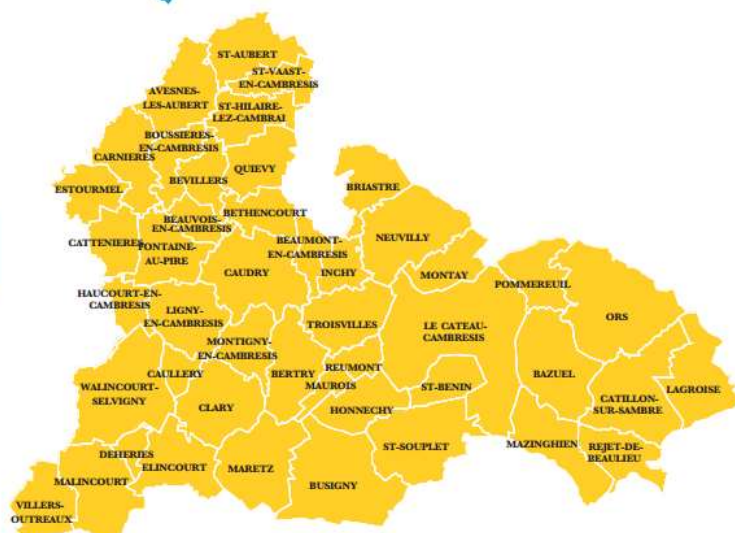 ST-AUBERT
ST-VAAST-
EN-CAMBRESIS
AVESNES-
LES-AUBERT
ST-HILAIRE-
LEZ-CAMBRAI
BOUSSIERES-
EN-CAMBRESIS
CARNIERES
QUIEVY
BEVILLERS
ESTOURMEL
BRIASTRE
BETHENCOURT
BEAUVOIS-
EN-CAMBRESIS
NEUVILLY
CATTENIERES
FONTAINE-
AU-PIRE
BEAUMONT-
EN-CAMBRESIS
CAUDRY
INCHY
MONTAY
POMMEREUIL
HAUCOURT-EN-
CAMBRESIS
LIGNY-
EN-CAMBRESIS
ORS
TROISVILLES
LE CATEAU-
CAMBRESIS
MONTIGNY-
EN-CAMBRESIS
REUMONT
CAULLERY
BERTRY
BAZUEL
MAUROIS
ST-BENIN
WALINCOURT-
SELVIGNY
LAGROISE
CATILLON-
SUR-SAMBRE
CLARY
HONNECHY
MAZINGHIEN
ST-SOUPLET
REJET-DE-
BEAULIEU
DEHERIES
ELINCOURT
MARETZ
MALINCOURT
BUSIGNY
VILLERS-
OUTREAUX